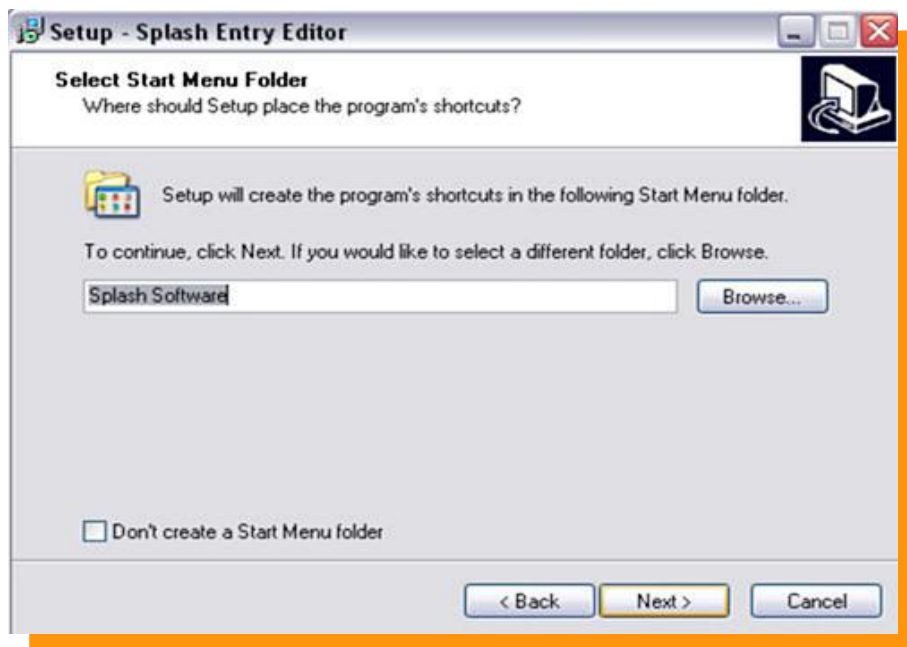 Setup - Splash Entry Editor
Select Start Menu Folder
Where should Setup place the program's shortcuts?
Setup will create the program's shortcuts in the following Start Menu folder.
To continue, click Next. If you would like to select a different folder, click Browse.
Splash Software
Browse...
Don't create a Start Menu folder
< Back
Next >
Cancel